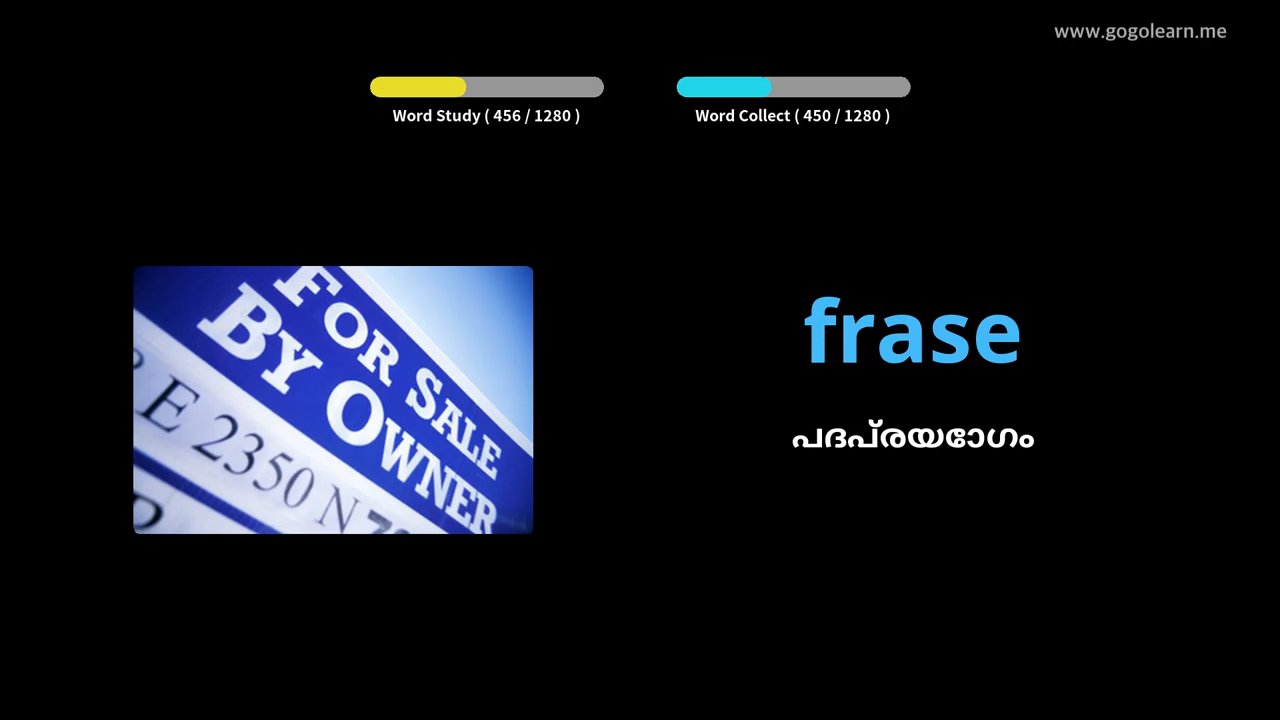 www.gogolearn.me
Word Study ( 456 / 1280 )
Word Collect ( 450 / 1280 )
FOR SALE
BY OWNER
E 2350 N
frase
പദപ്രയോഗം